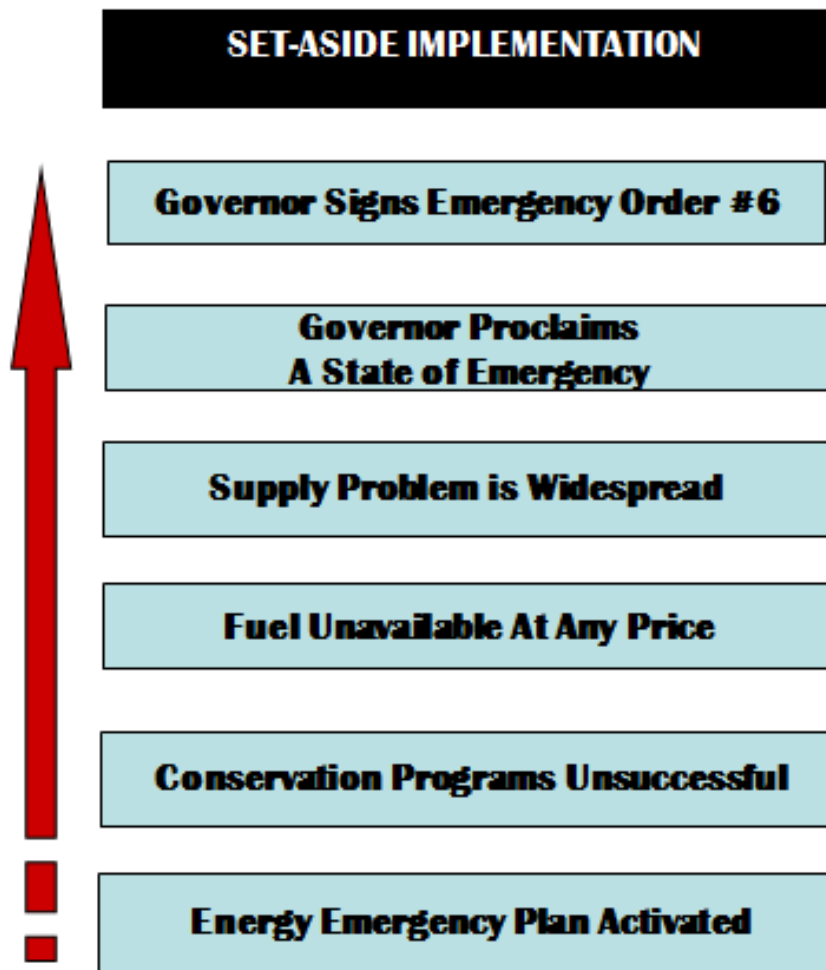 SET-ASIDE IMPLEMENTATION
Governor Signs Emergency Order #6
Governor Proclaims
A State of Emergency
Supply Problem is Widespread
Fuel Unavailable At Any Price
Conservation Programs Unsuccessful
Energy Emergency Plan Activated